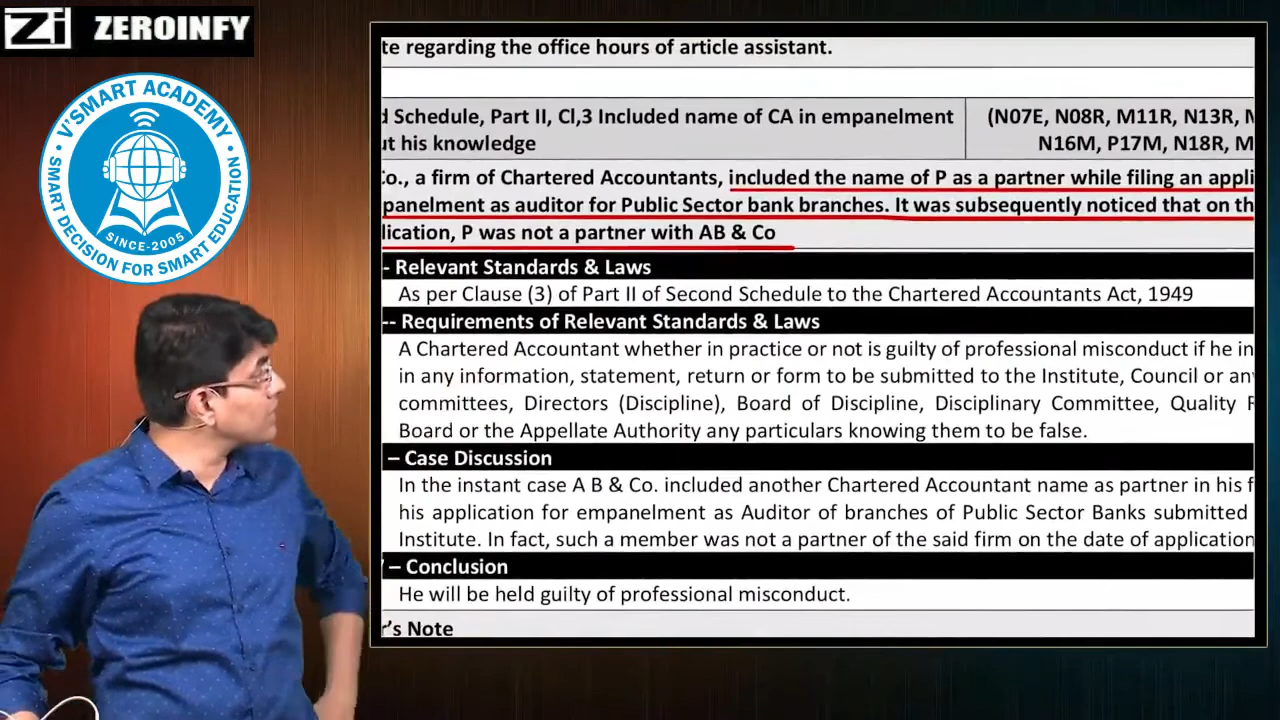 Zi ZEROINFY
V'SMART ACADEMY
SMART DECISION FOR SMART EDUCATION
SINCE-2005
te regarding the office hours of article assistant.
d Schedule, Part II, Cl,3 Included name of CA in empanelment
ut his knowledge
(N07E, N08R, M11R, N13R,
N16M, P17M, N18R, M
Co., a firm of Chartered Accountants, included the name of P as a partner while filing an appli
panelment as auditor for Public Sector bank branches. It was subsequently noticed that on th
lication, P was not a partner with AB & Co
- Relevant Standards & Laws
As per Clause (3) of Part II of Second Schedule to the Chartered Accountants Act, 1949
-- Requirements of Relevant Standards & Laws
A Chartered Accountant whether in practice or not is guilty of professional misconduct if he in
in any information, statement, return or form to be submitted to the Institute, Council or an
committees, Directors (Discipline), Board of Discipline, Disciplinary Committee, Quality
Board or the Appellate Authority any particulars knowing them to be false.
– Case Discussion
In the instant case A B & Co. included another Chartered Accountant name as partner in his f
his application for empanelment as Auditor of branches of Public Sector Banks submitted
Institute. In fact, such a member was not a partner of the said firm on the date of application
– Conclusion
He will be held guilty of professional misconduct.
r's Note